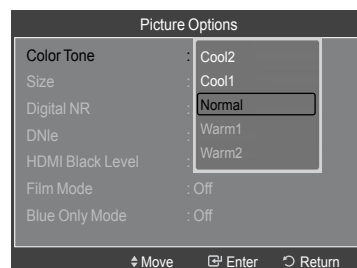 Picture Options
Color Tone : Cool2
Size : Cool1
Digital NR : Normal
DNIe : Warm1
HDMI Black Level : Warm2
Film Mode : Off
Blue Only Mode : Off
Move Enter Return